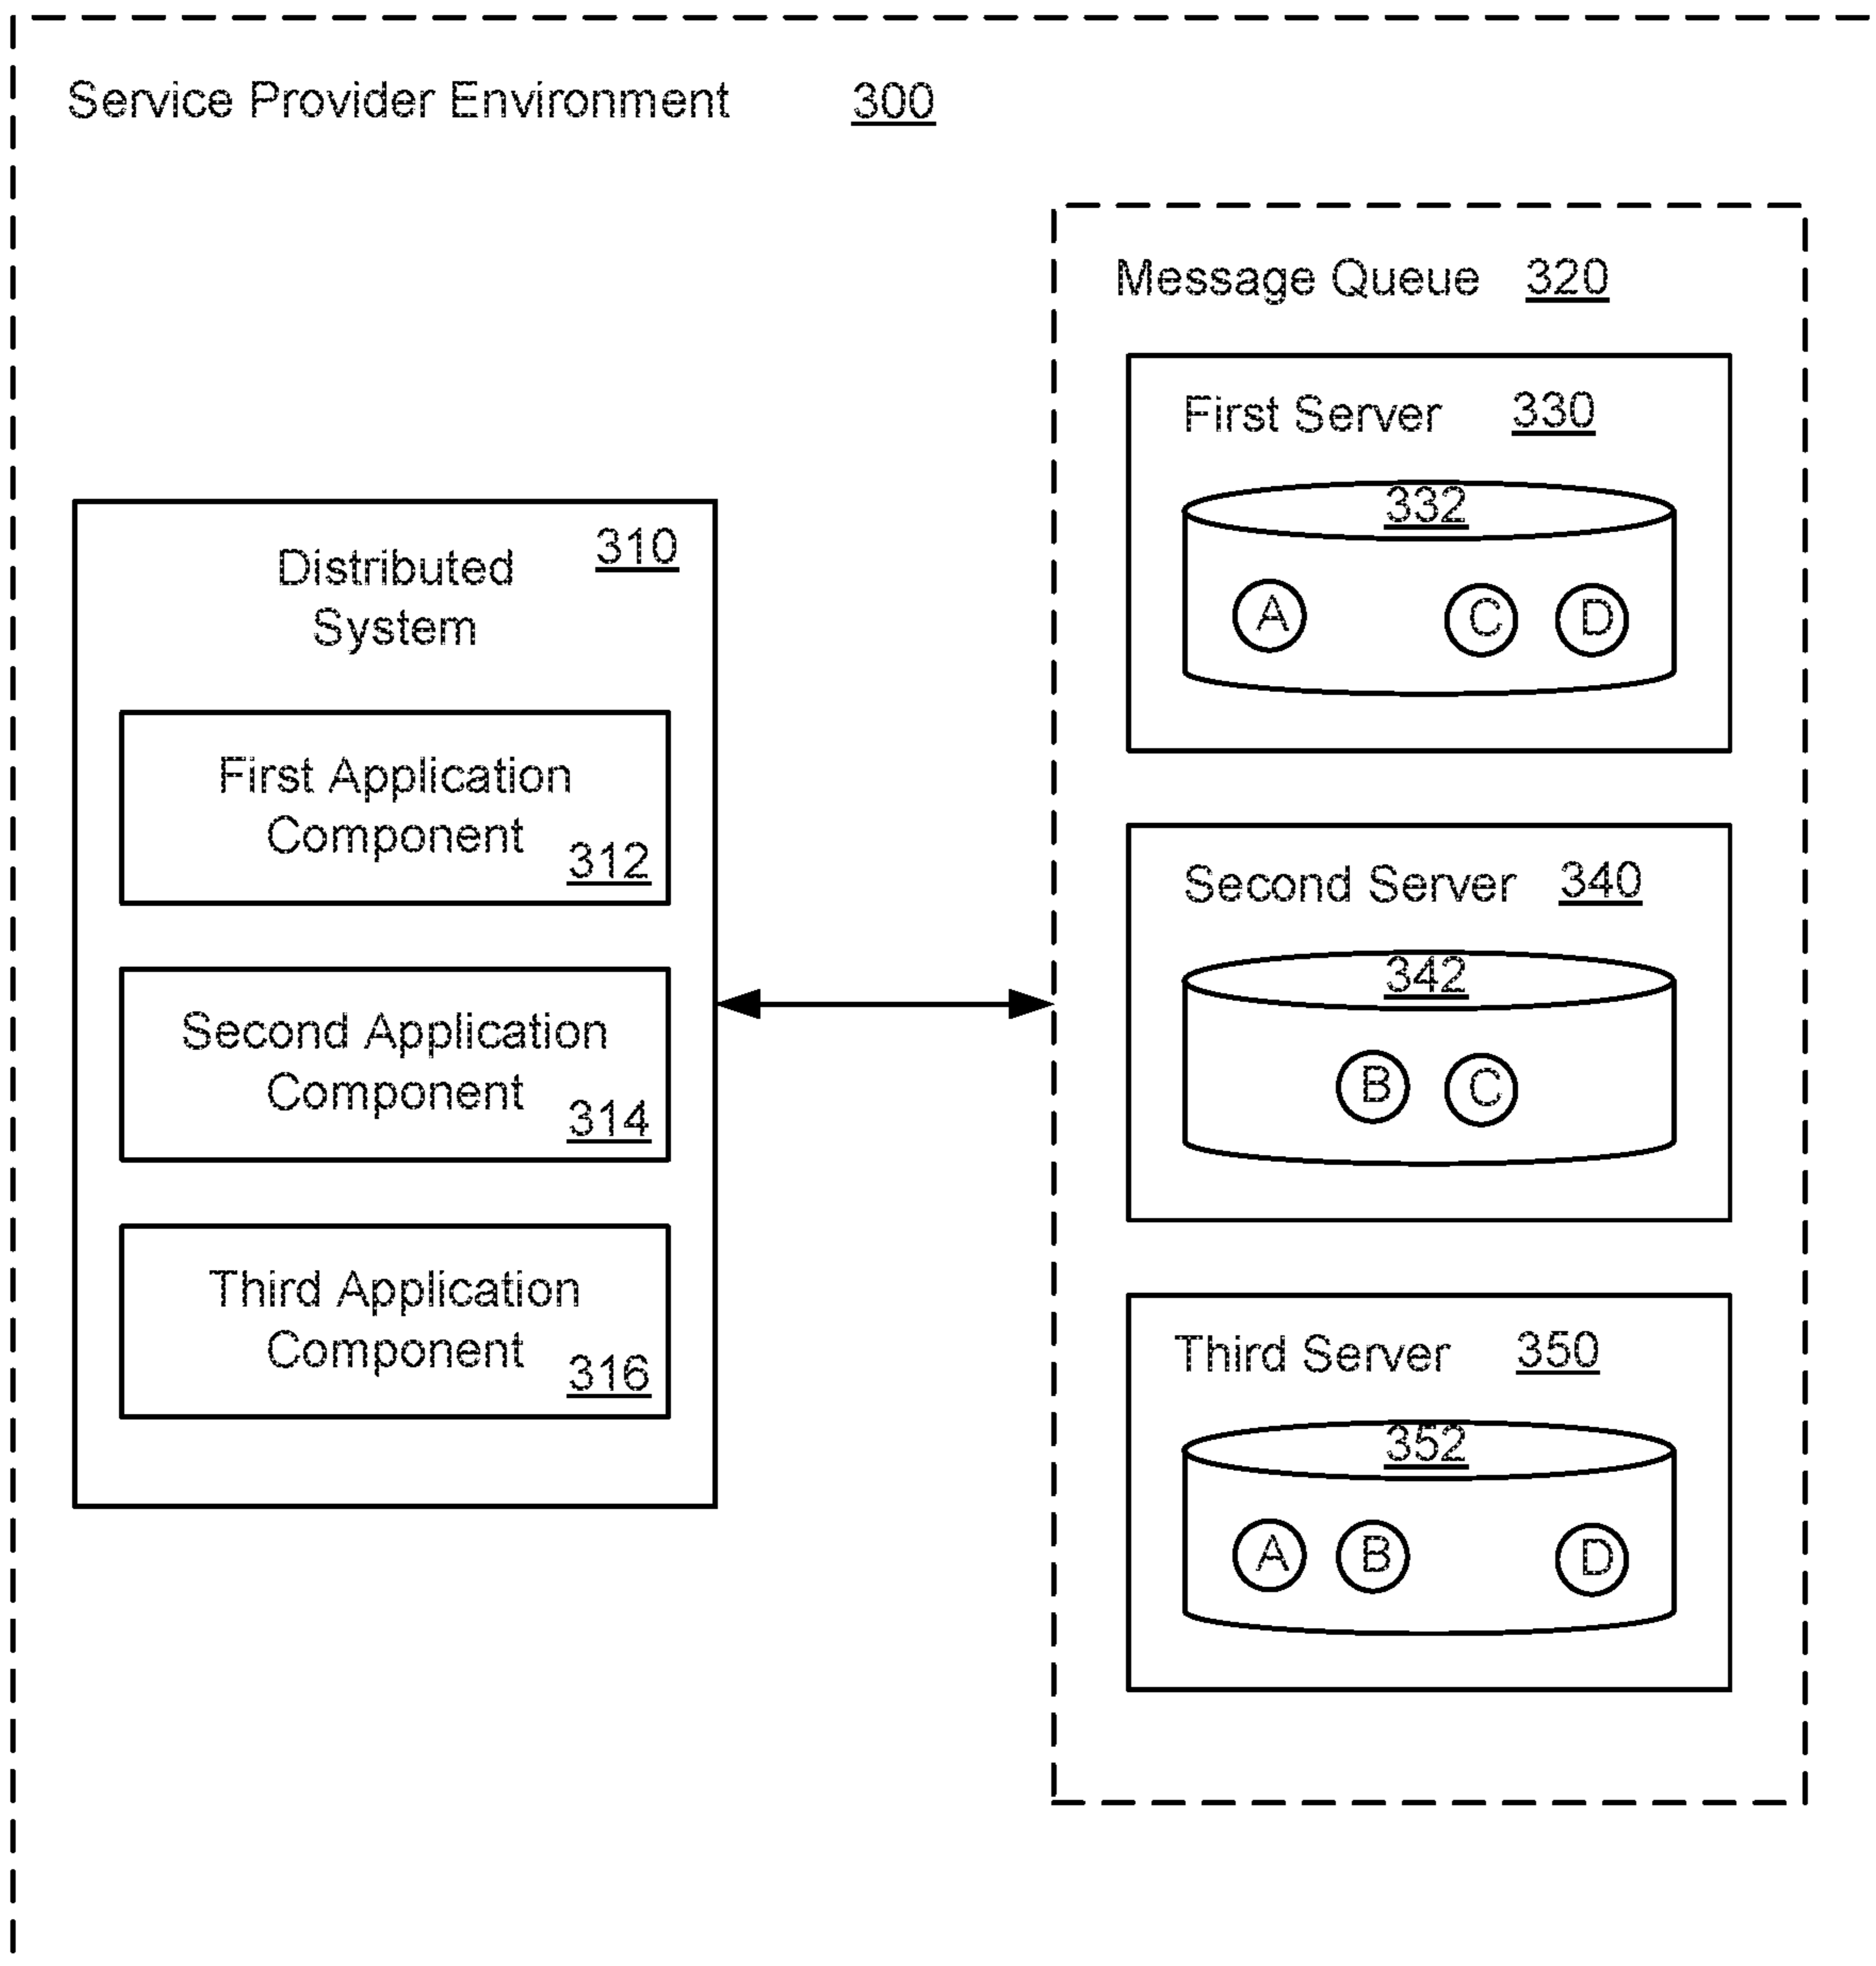 Service Provider Environment 300
Distributed 310
System
First Application
Component 312
Second Application
Component 314
Third Application
Component 316
Message Queue 320
First Server 330
332
A C D
Second Server 340
342
B C
Third Server 350
352
A B D